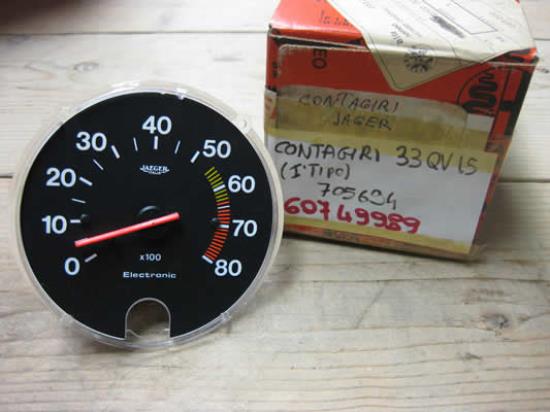 0
10
20
30
40
50
60
70
80
JAEGER
x100
Electronic
CONTAGIRI
JAGER
CONTAGIRI 33 QV 1.5
(I° TIPO)
705694
60749989